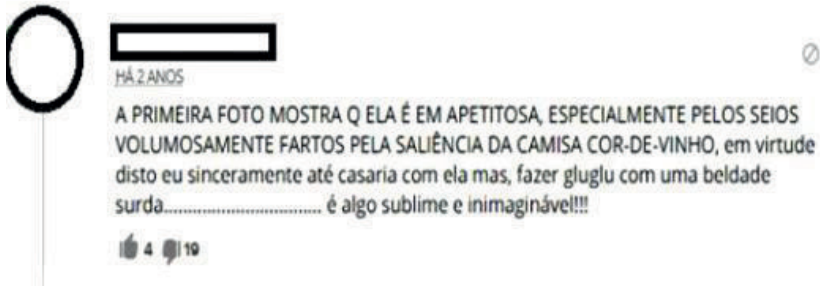 HÁ 2 ANOS
A PRIMEIRA FOTO MOSTRA Q ELA É EM APETITOSA, ESPECIALMENTE PELOS SEIOS
VOLUMOSAMENTE FARTOS PELA SALIÊNCIA DA CAMISA COR-DE-VINHO, em virtude
disto eu sinceramente até casaria com ela mas, fazer gluglu com uma beldade
surda.................................. é algo sublime e inimaginável!!!
4 19